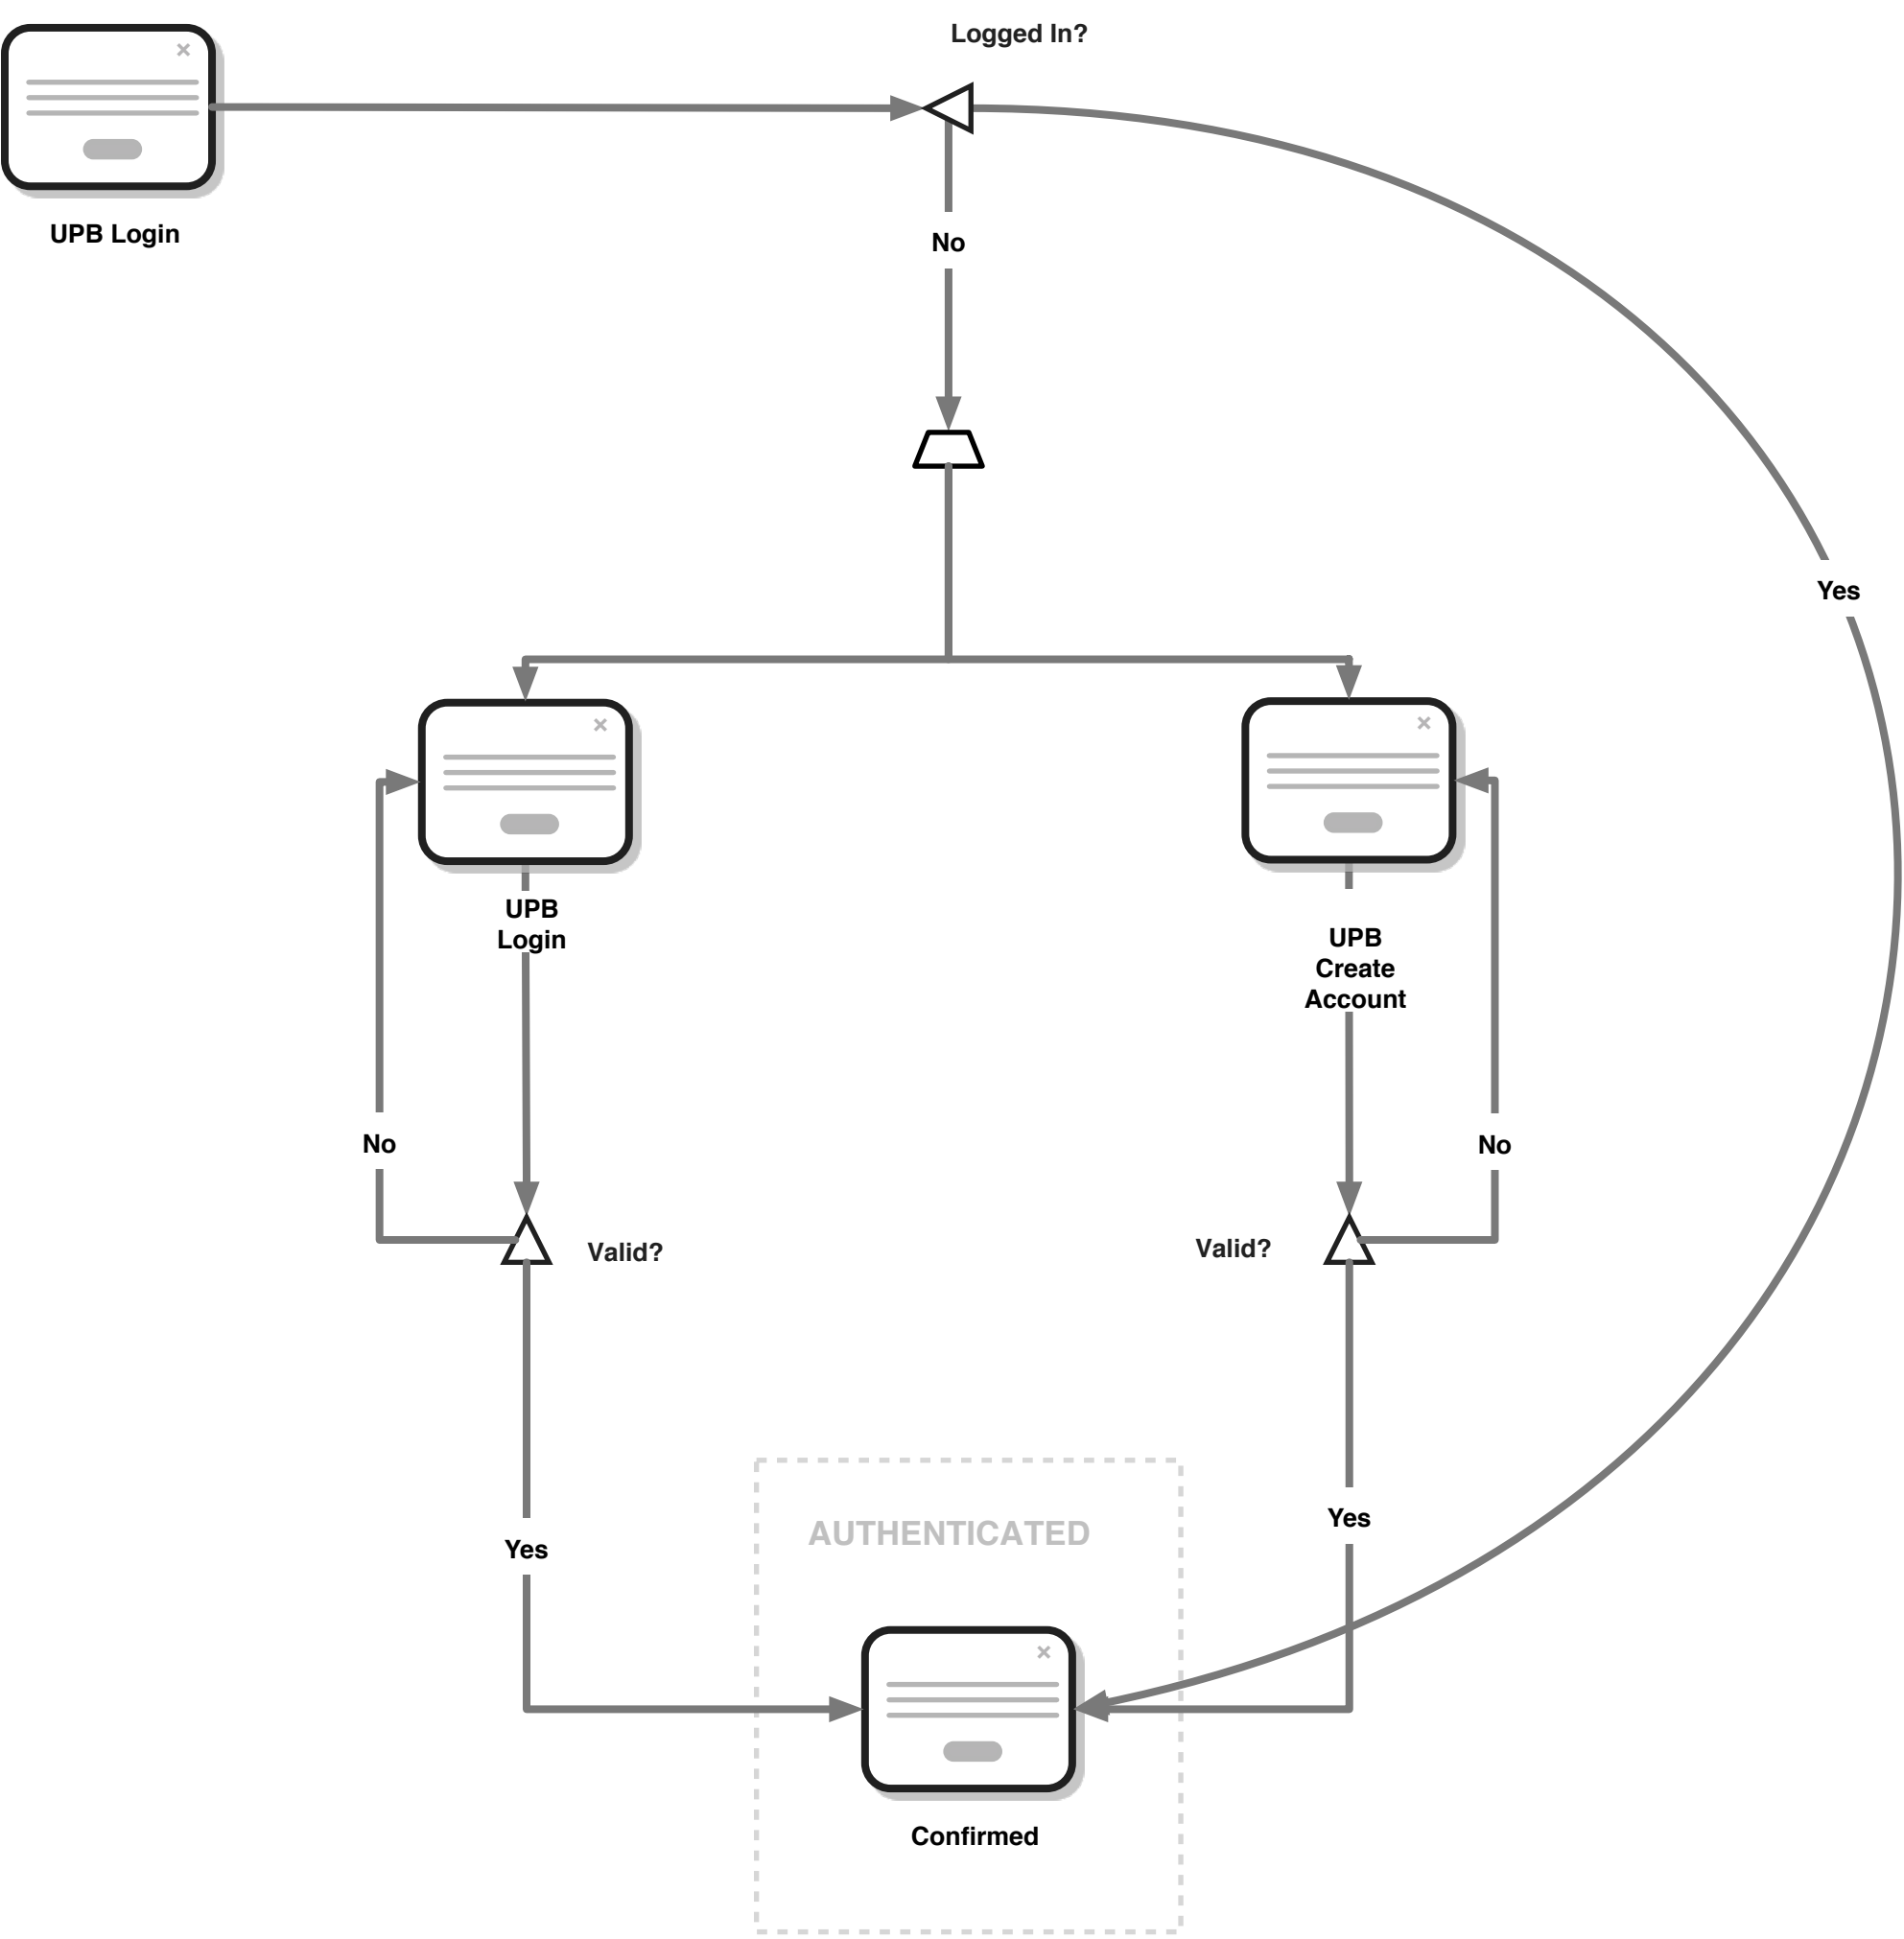 Logged In?
UPB Login
No
Yes
UPB
Login
UPB
Create
Account
No
No
Valid?
Valid?
Yes
Yes
AUTHENTICATED
Confirmed